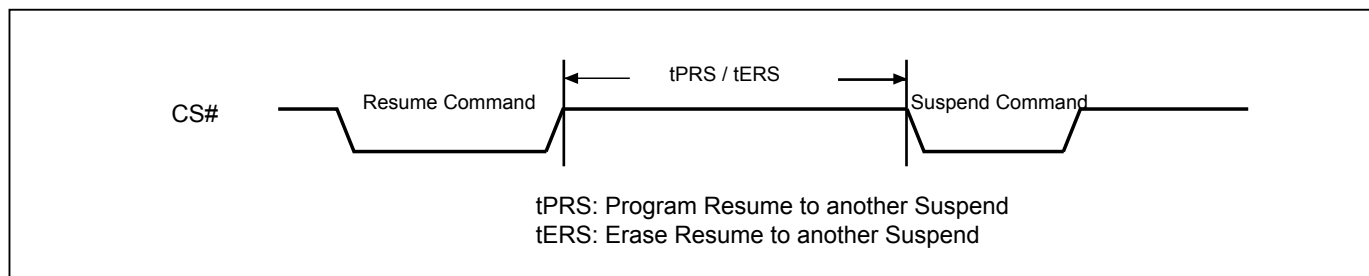 tPRS / tERS
Resume Command
Suspend Command
CS#
tPRS: Program Resume to another Suspend
tERS: Erase Resume to another Suspend